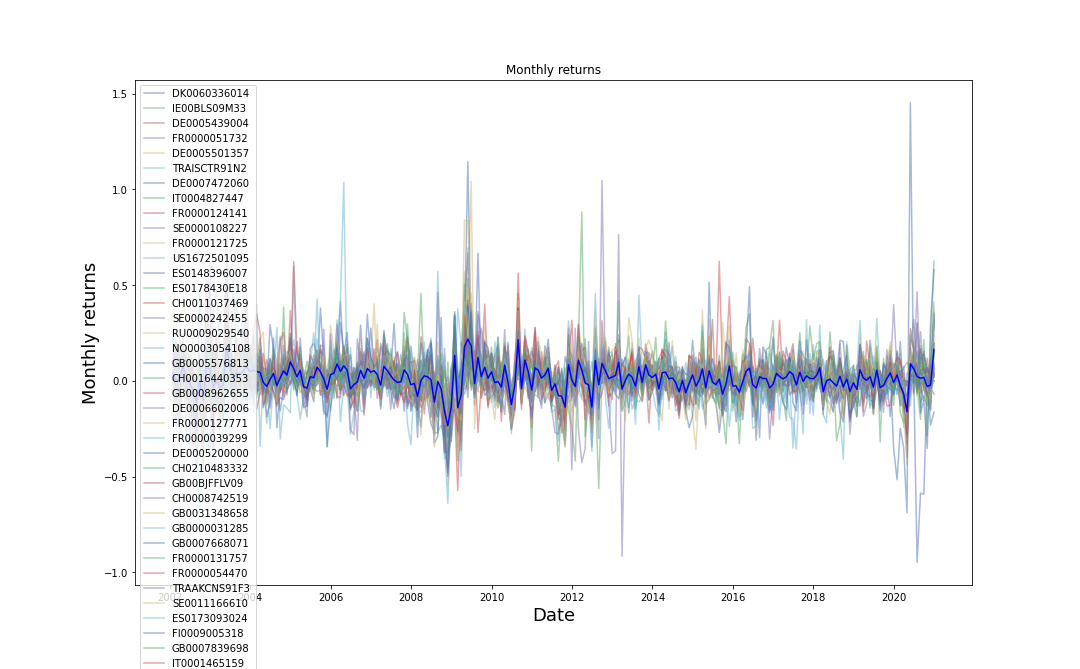 Monthly returns
1.5
1.0
0.5
0.0
−0.5
−1.0
Monthly returns
DK0060336014
IE00BLS09M33
DE0005439004
FR0000051732
DE0005501357
TRAISCTR91N2
DE0007472060
IT0004827447
FR0000124141
SE0000108227
FR0000121725
US1672501095
ES0148396007
ES0178430E18
CH0011037469
SE0000242455
RU0009029540
NO0003054108
GB0005576813
CH0016440353
GB0008962655
DE0006602006
FR0000127771
FR0000039299
DE0005200000
CH0210483332
GB00BJFFLV09
CH0008742519
GB0031348658
GB0000031285
GB0007668071
FR0000131757
FR0000054470
TRAAKCNS91F3
SE0011166610
ES0173093024
FI0009005318
GB0007839698
IT0001465159
2002 2004 2006 2008 2010 2012 2014 2016 2018 2020
Date